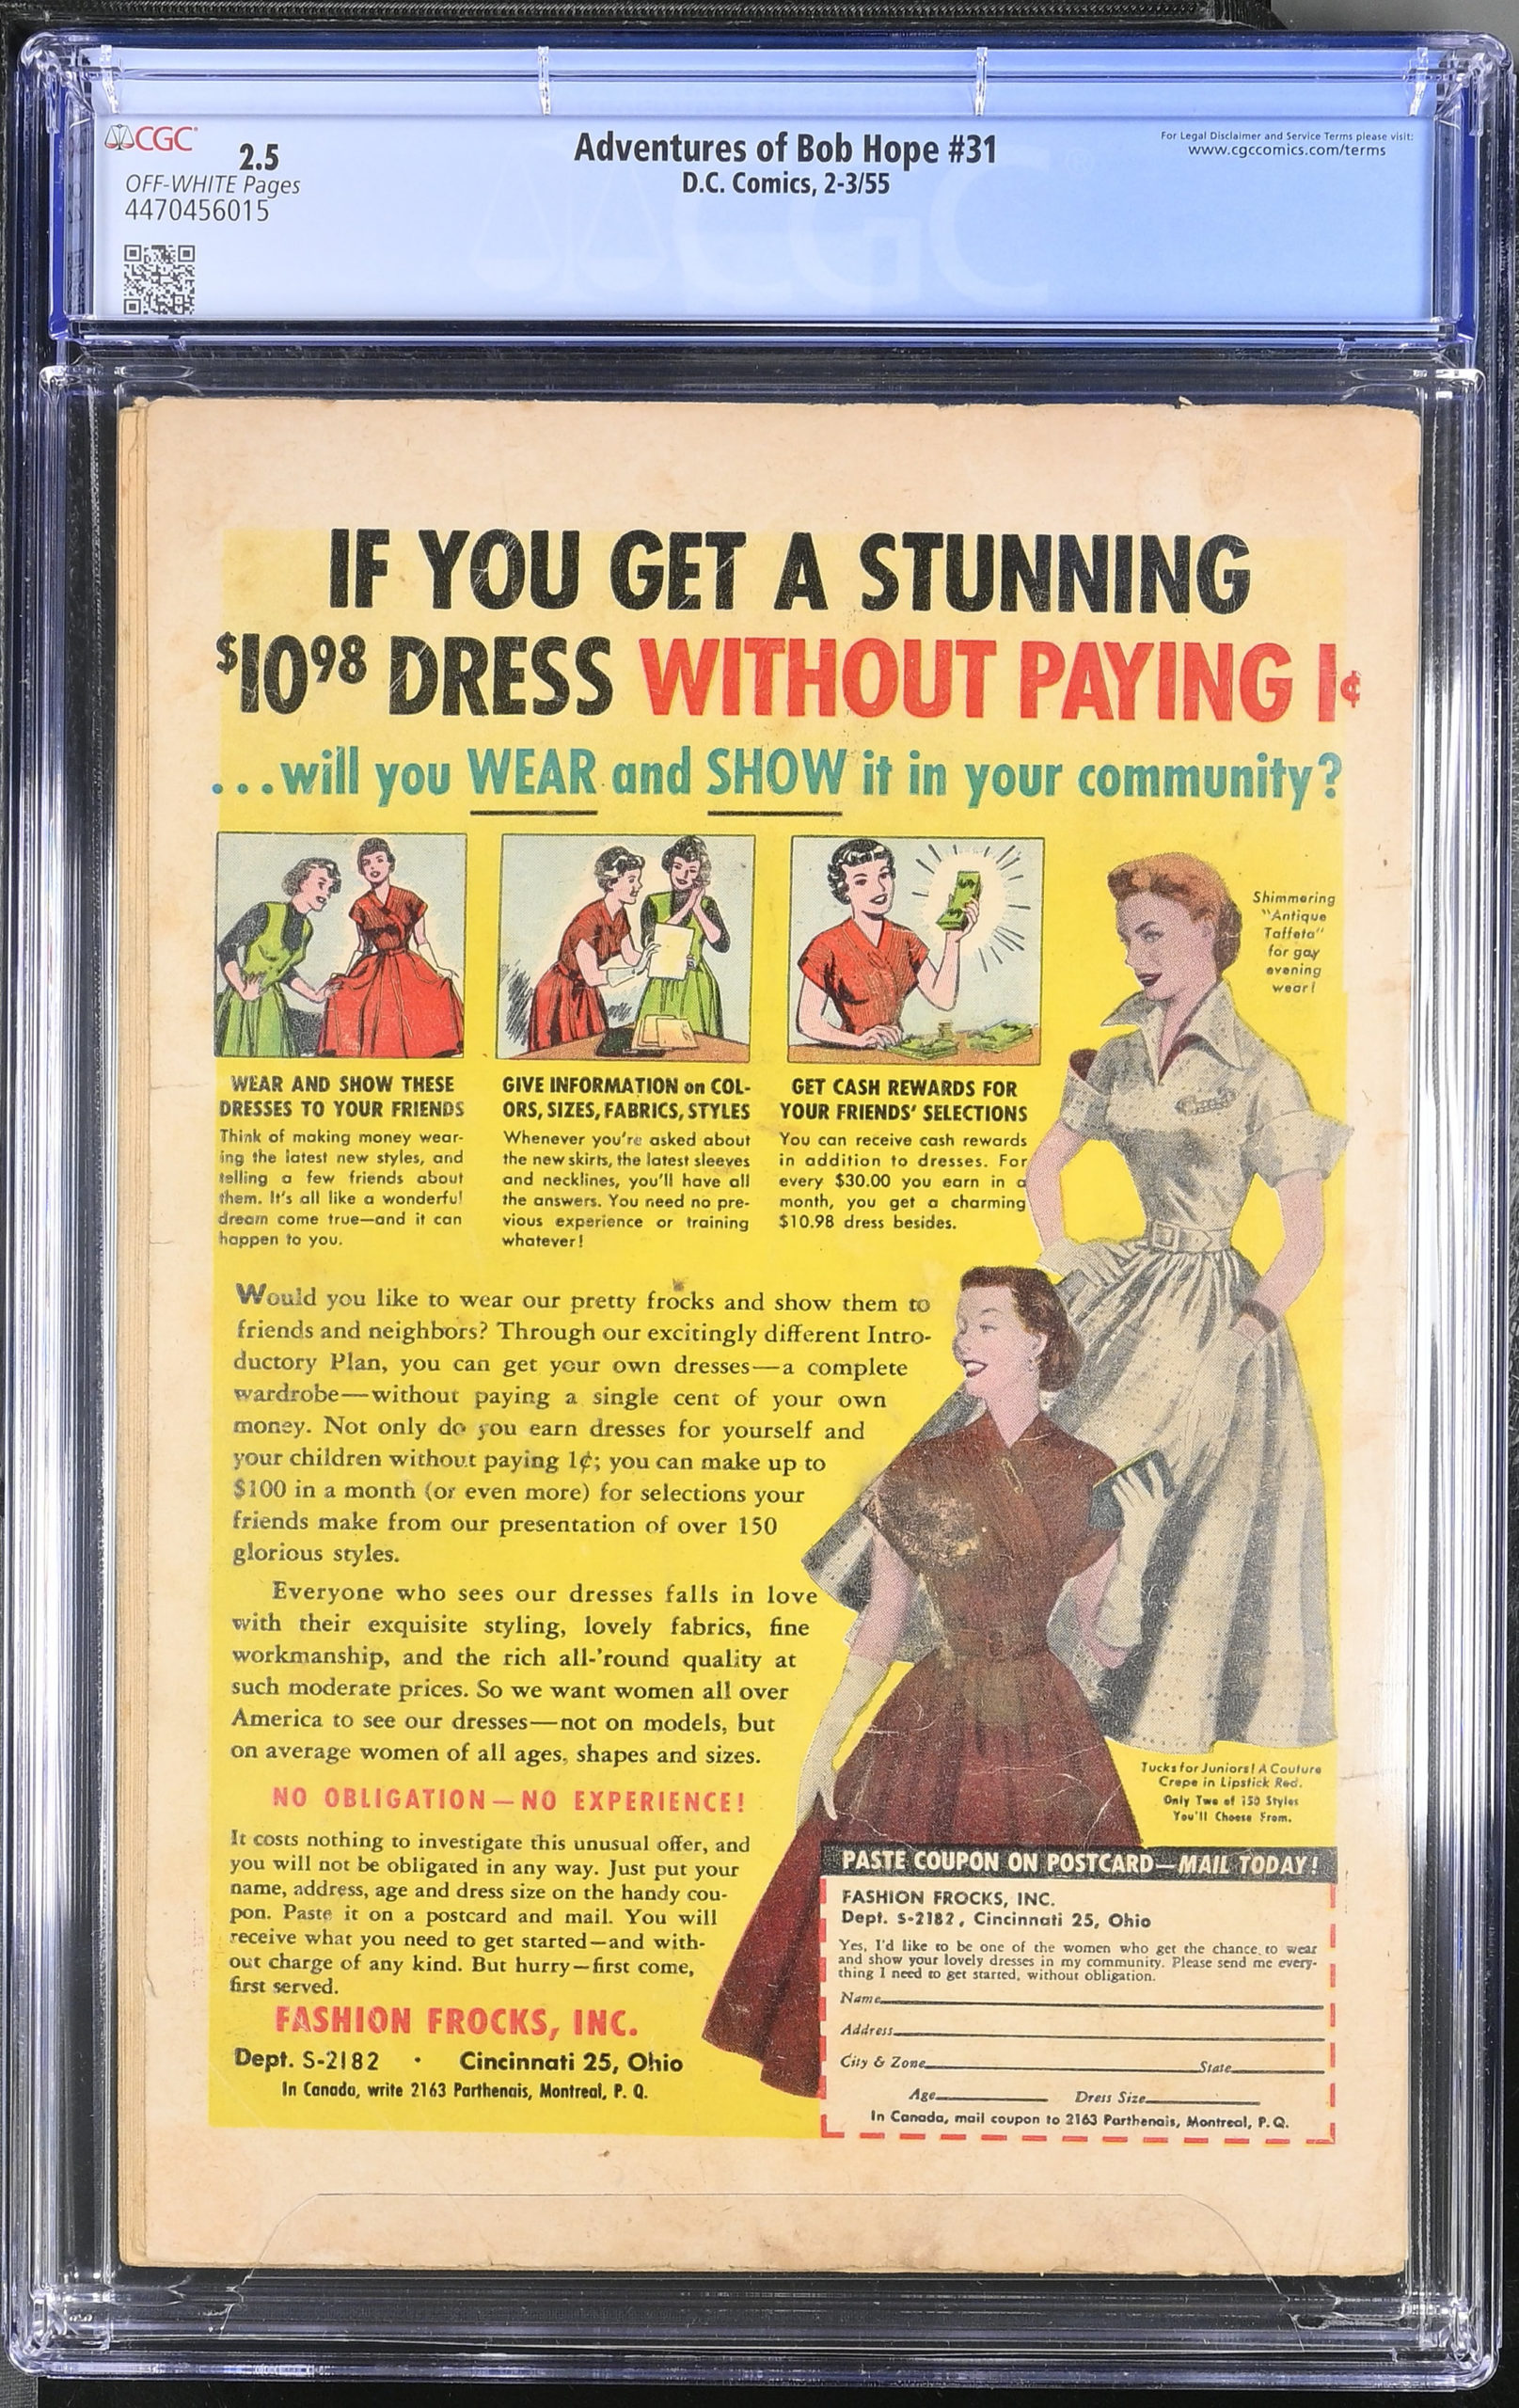 CGC
2.5
OFF-WHITE Pages
4470456015
Adventures of Bob Hope #31
D.C. Comics, 2-3/55
For Legal Disclaimer and Service Terms please visit:
www.cgccomics.com/terms
CGC
IF YOU GET A STUNNING
$1098 DRESS WITHOUT PAYING 1¢
...will you WEAR and SHOW it in your community?
WEAR AND SHOW THESE
DRESSES TO YOUR FRIENDS
Think of making money wear-
ing the latest new styles, and
telling a few friends about
them. It's all like a wonderful
dream come true—and it can
happen to you.
GIVE INFORMATION on COL-
ORS, SIZES, FABRICS, STYLES
Whenever you're asked about
the new skirts, the latest sleeves
and necklines, you'll have all
the answers. You need no pre-
vious experience or training
whatever!
GET CASH REWARDS FOR
YOUR FRIENDS' SELECTIONS
You can receive cash rewards
in addition to dresses. For
every $30.00 you earn in a
month, you get a charming
$10.98 dress besides.
Shimmering
"Antique
Taffeta"
for gay
evening
wear!
Would you like to wear our pretty frocks and show them to
friends and neighbors? Through our excitingly different Intro-
ductory Plan, you can get your own dresses—a complete
wardrobe—without paying a single cent of your own
money. Not only do you earn dresses for yourself and
your children without paying 1¢; you can make up to
$100 in a month (or even more) for selections your
friends make from our presentation of over 150
glorious styles.
Everyone who sees our dresses falls in love
with their exquisite styling, lovely fabrics, fine
workmanship, and the rich all-'round quality at
such moderate prices. So we want women all over
America to see our dresses—not on models, but
on average women of all ages, shapes and sizes.
NO OBLIGATION—NO EXPERIENCE!
It costs nothing to investigate this unusual offer, and
you will not be obligated in any way. Just put your
name, address, age and dress size on the handy cou-
pon. Paste it on a postcard and mail. You will
receive what you need to get started—and with-
out charge of any kind. But hurry—first come,
first served.
FASHION FROCKS, INC.
Dept. S-2182 • Cincinnati 25, Ohio
In Canada, write 2163 Parthenais, Montreal, P. Q.
Tucks for Juniors! A Couture
Crepe in Lipstick Red.
Only Two of 150 Styles
You'll Choose From.
PASTE COUPON ON POSTCARD—MAIL TODAY!
FASHION FROCKS, INC.
Dept. S-2182, Cincinnati 25, Ohio
Yes, I'd like to be one of the women who get the chance to wear
and show your lovely dresses in my community. Please send me every-
thing I need to get started, without obligation.
Name
Address
City & Zone State
Age Dress Size
In Canada, mail coupon to 2163 Parthenais, Montreal, P.Q.